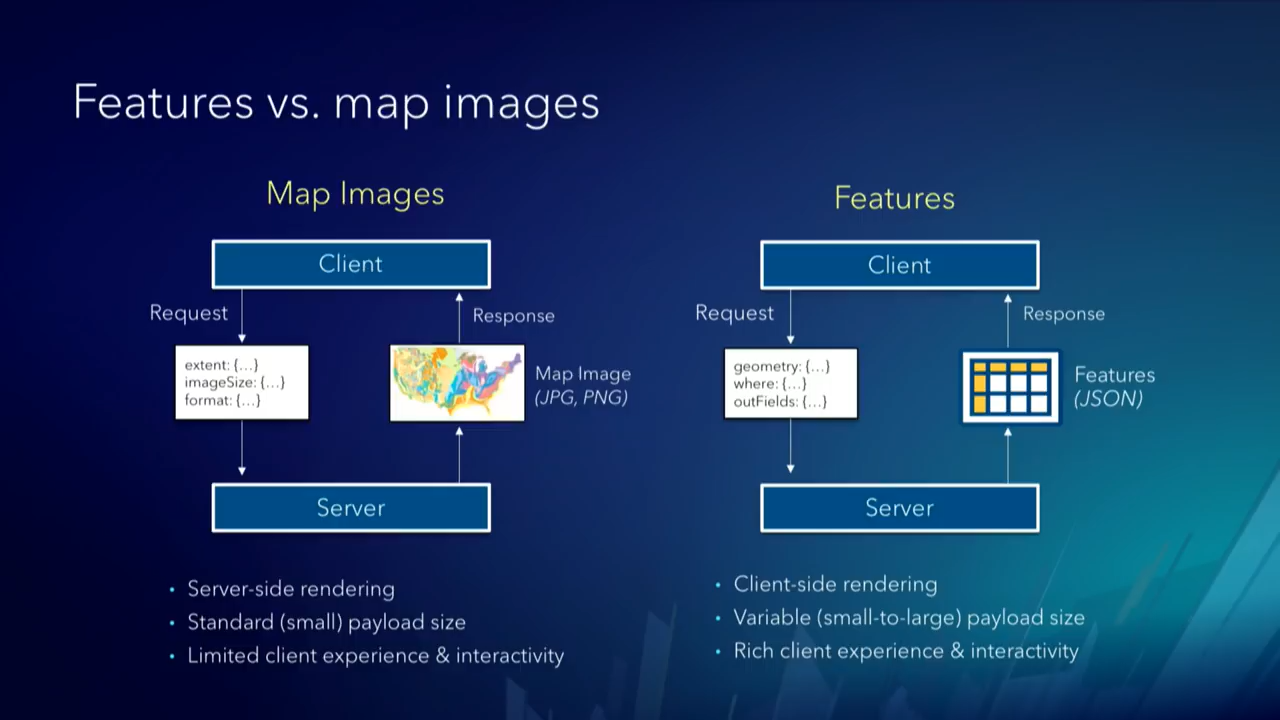 Features vs. map images
Map Images
Client
Request
Response
extent: {...}
imageSize: {...}
format: {...}
Map Image
(JPG, PNG)
Server
• Server-side rendering
• Standard (small) payload size
• Limited client experience & interactivity
Features
Client
Request
Response
geometry: {...}
where: {...}
outFields: {...}
Features
(JSON)
Server
• Client-side rendering
• Variable (small-to-large) payload size
• Rich client experience & interactivity